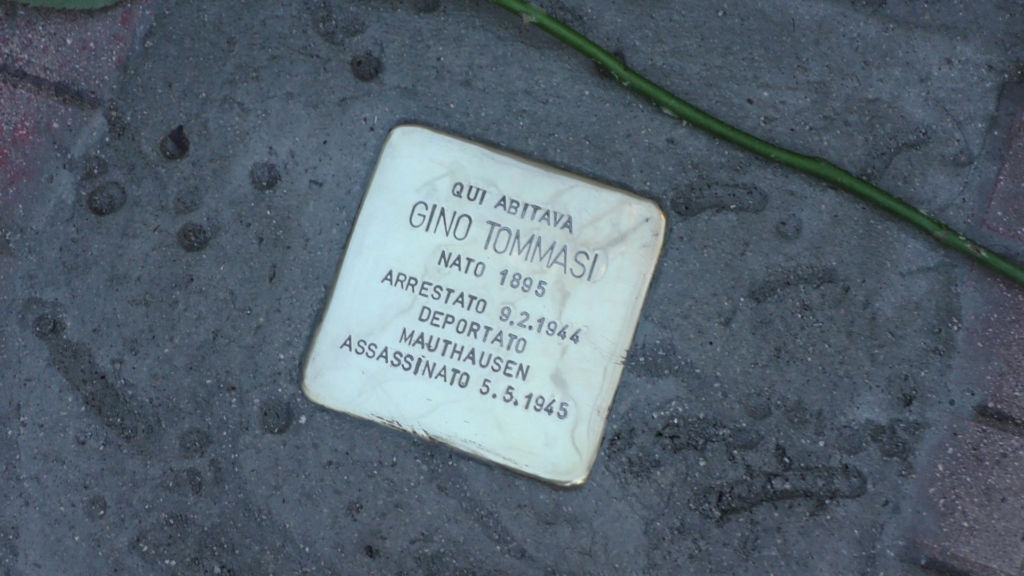 QUI ABITAVA
GINO TOMMASI
NATO 1895
ARRESTATO 9.2.1944
DEPORTATO
MAUTHAUSEN
ASSASSINATO 5.5.1945